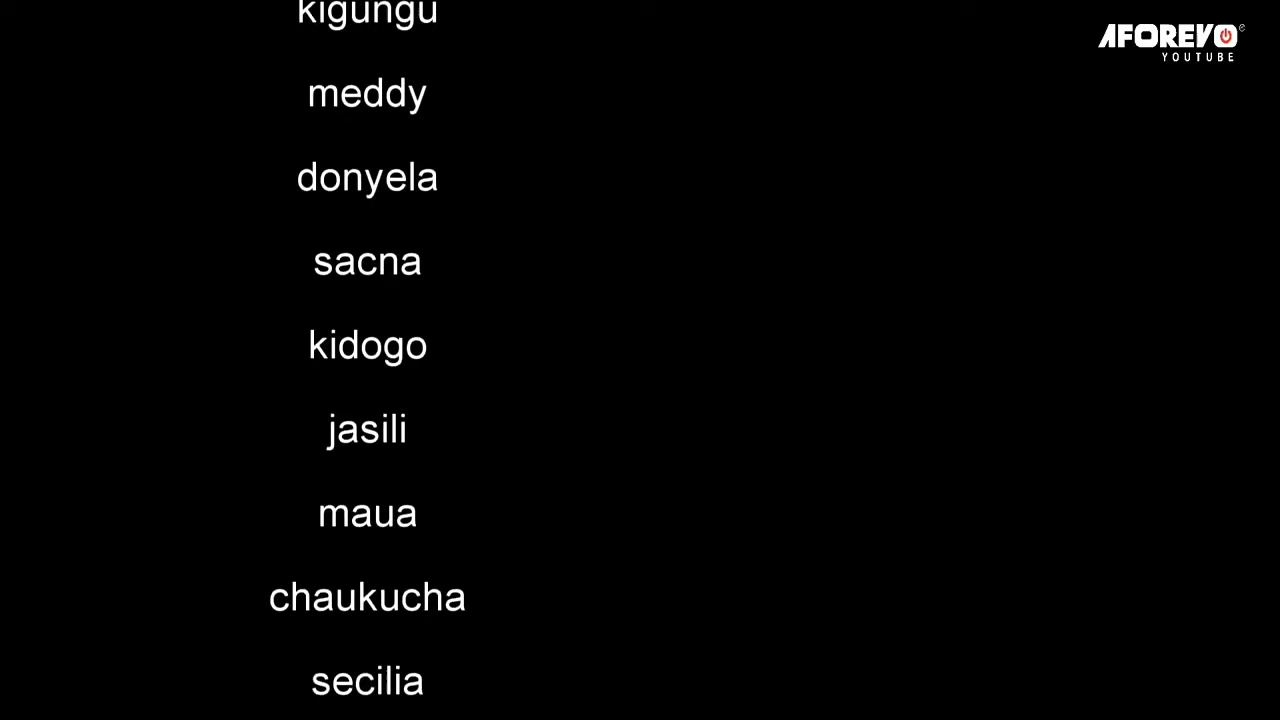 kigungu
AFOREVO
YOUTUBE
meddy
donyela
sacna
kidogo
jasili
maua
chaukucha
secilia